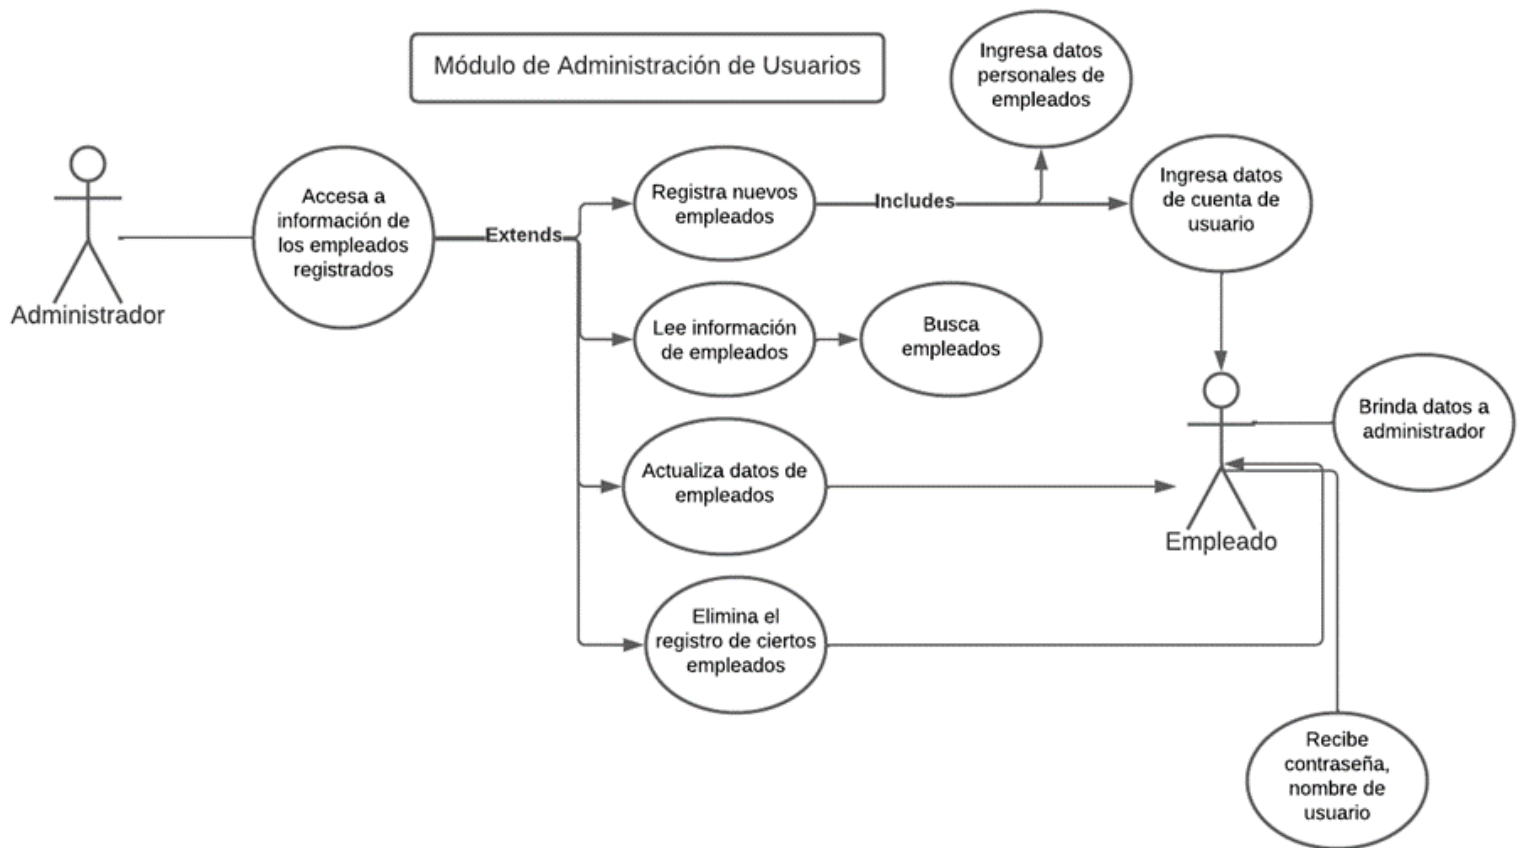 Módulo de Administración de Usuarios
Ingresa datos
personales de
empleados
Administrador
Accesa a
información de
los empleados
registrados
Extends
Registra nuevos
empleados
Includes
Ingresa datos
de cuenta de
usuario
Lee información
de empleados
Busca
empleados
Actualiza datos de
empleados
Empleado
Brinda datos a
administrador
Elimina el
registro de ciertos
empleados
Recibe
contraseña,
nombre de
usuario